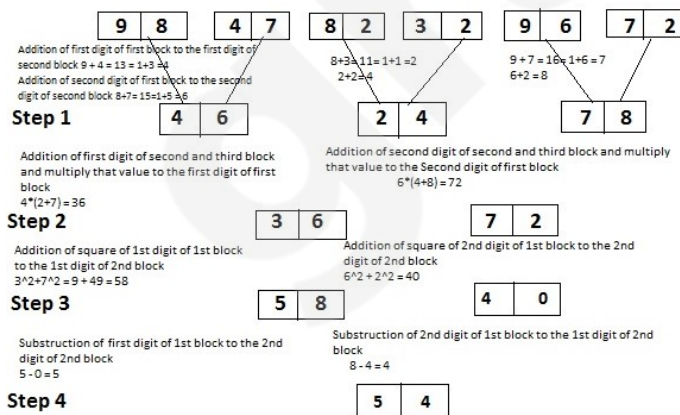 9 8 4 7 8 2 3 2 9 6 7 2
Addition of first digit of first block to the first digit of
second block 9 + 4 = 13 = 1+3 =4
Addition of second digit of first block to the second
digit of second block 8+7= 15=1+5 =6
8+3=11= 1+1 =2
2+2=4
9 + 7 = 16= 1+6 = 7
6+2 = 8
Step 1 4 6 2 4 7 8
Addition of first digit of second and third block
and multiply that value to the first digit of first
block
4*(2+7) = 36
Addition of second digit of second and third block and multiply
that value to the Second digit of first block
6*(4+8) = 72
Step 2 3 6 7 2
Addition of square of 1st digit of 1st block
to the 1st digit of 2nd block
3^2+7^2 = 9 + 49 = 58
Addition of square of 2nd digit of 1st block to the 2nd
digit of 2nd block
6^2 + 2^2 = 40
Step 3 5 8 4 0
Substruction of first digit of 1st block to the 2nd
digit of 2nd block
5 - 0 = 5
Substruction of 2nd digit of 1st block to the 1st digit of 2nd
block
8 - 4 = 4
Step 4 5 4